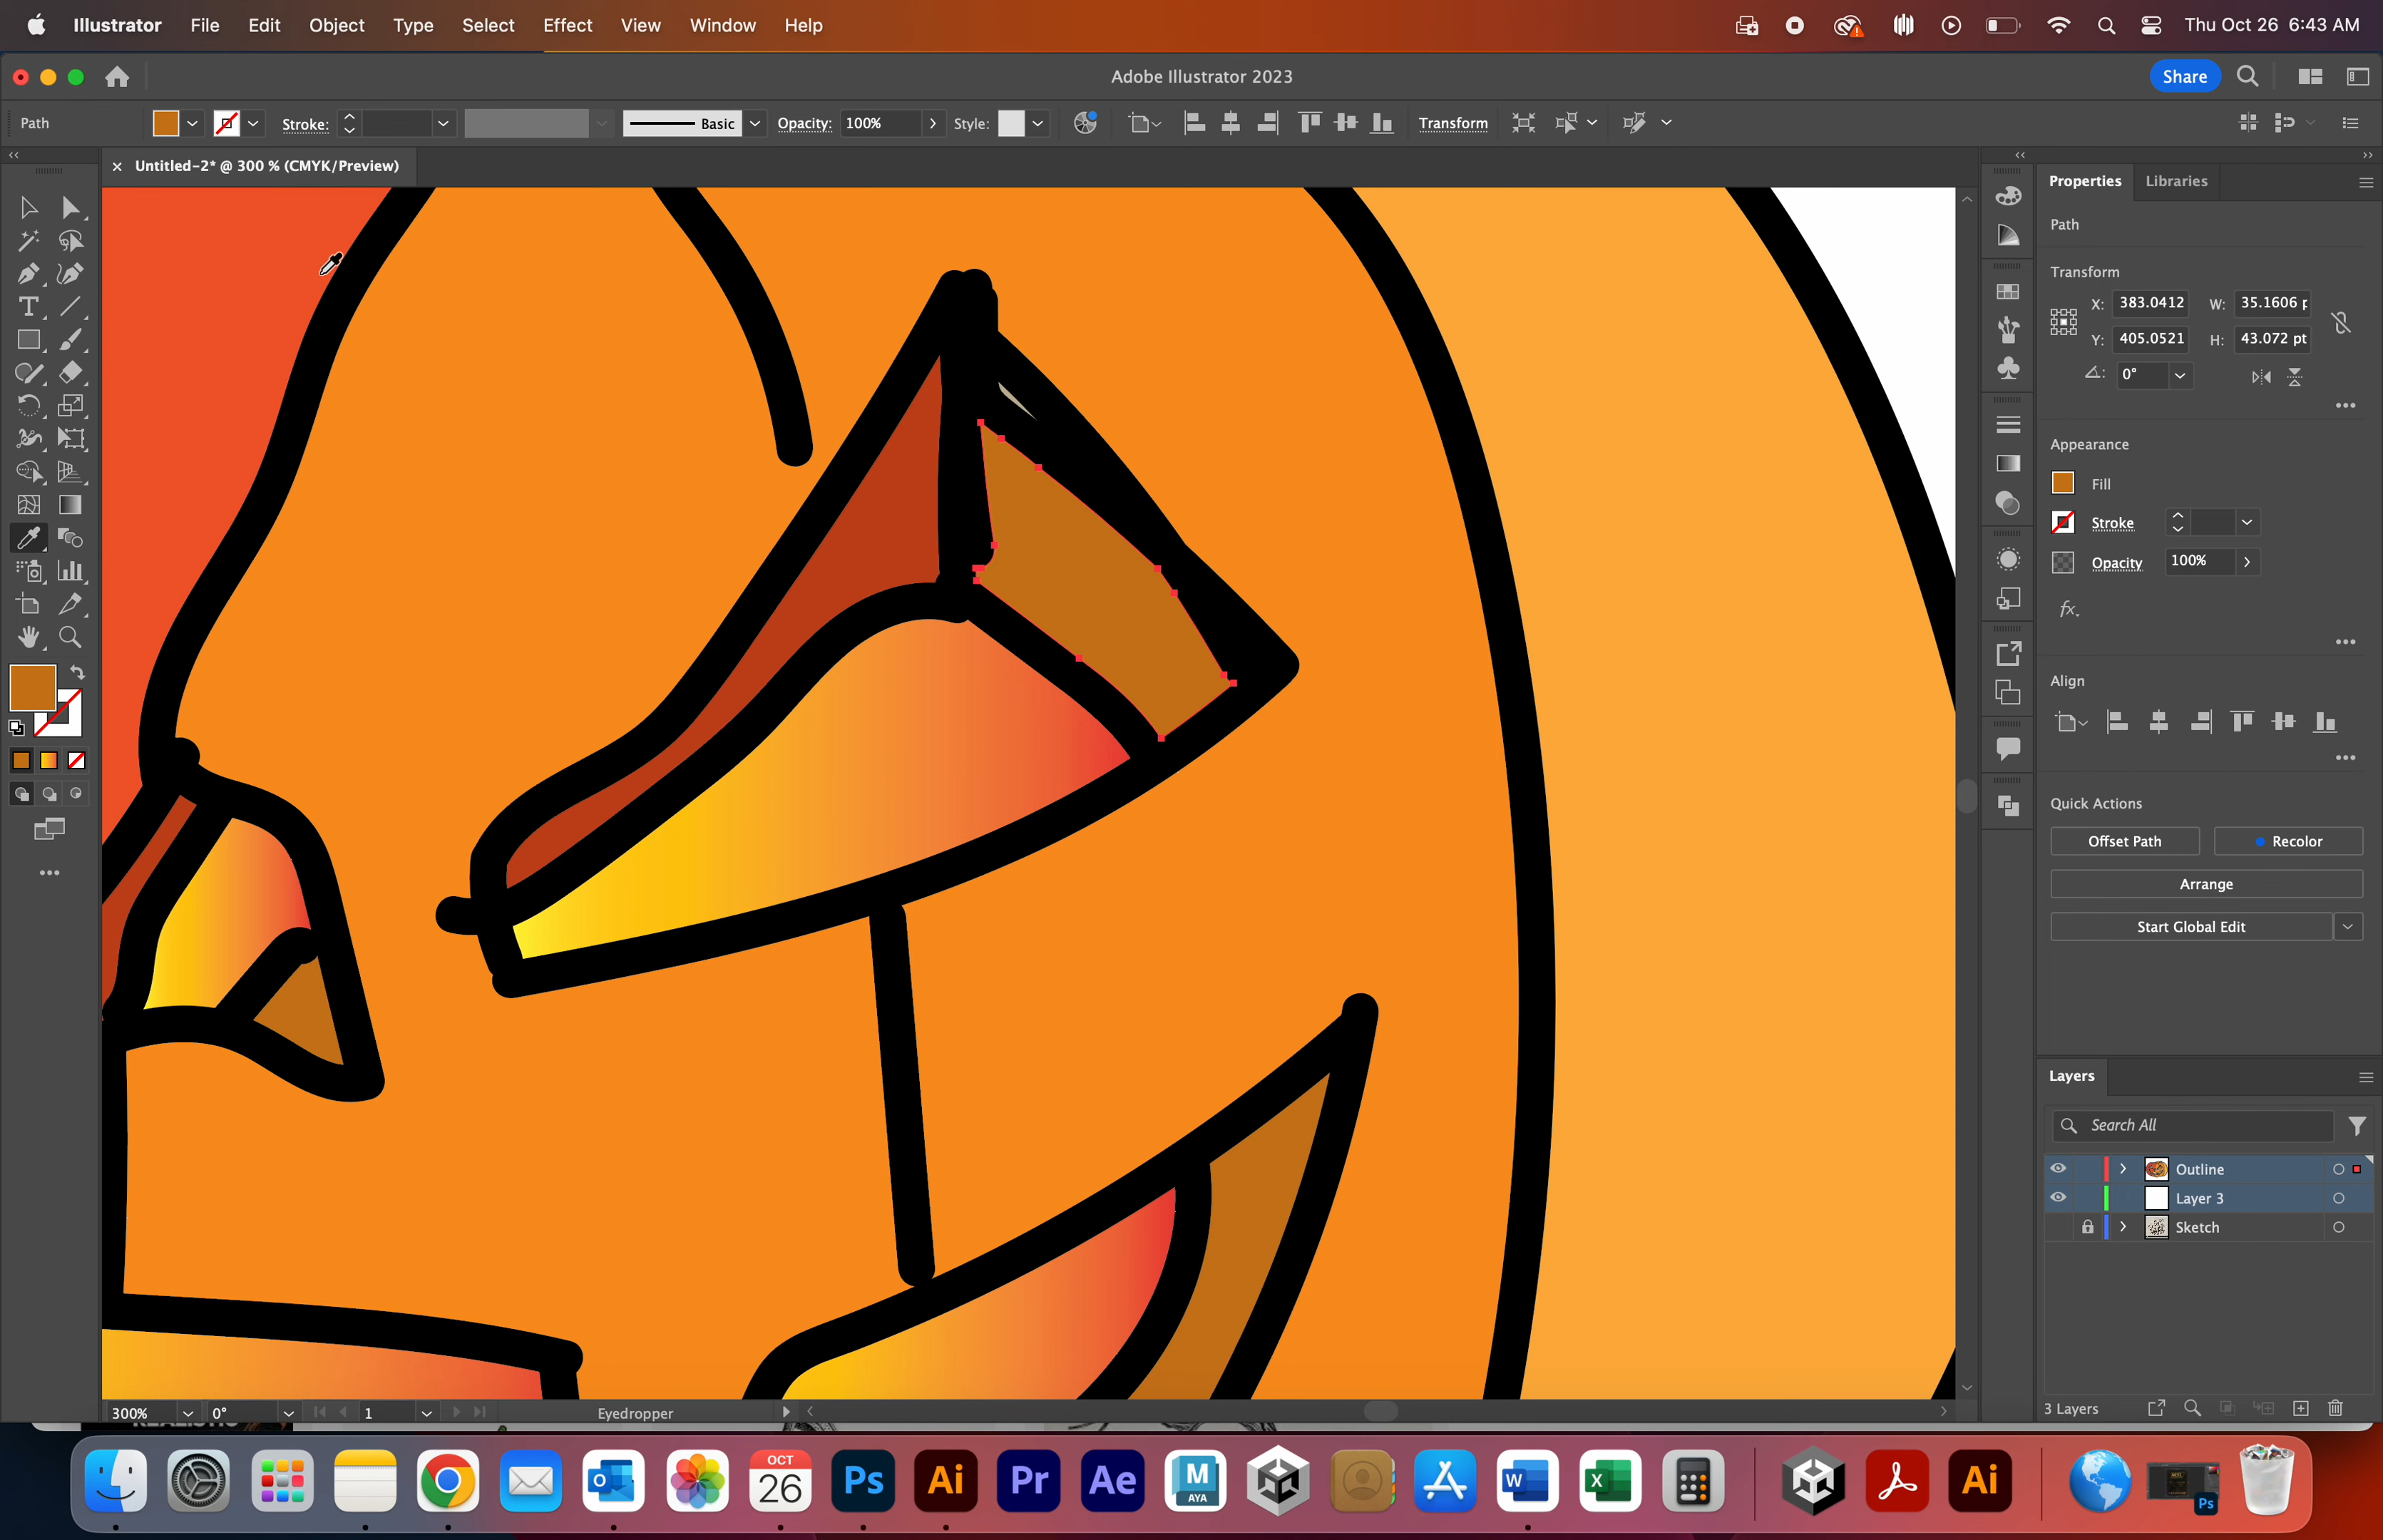 Illustrator File Edit Object Type Select Effect View Window Help Thu Oct 26 6:43 AM
Adobe Illustrator 2023 Share
Path Stroke: Basic Opacity: 100% Style: Transform
Untitled-2* @ 300 % (CMYK/Preview)
Properties Libraries
Path
Transform
X: 383.0412 W: 35.1606 p
Y: 405.0521 H: 43.072 pt
0°
Appearance
Fill
Stroke
Opacity 100%
fx.
Align
Quick Actions
Offset Path Recolor
Arrange
Start Global Edit
Layers
Search All
Outline
Layer 3
Sketch
3 Layers
300% 0° 1 Eyedropper
OCT
26 Ps Ai Pr Ae M AYA W X Ai Ps